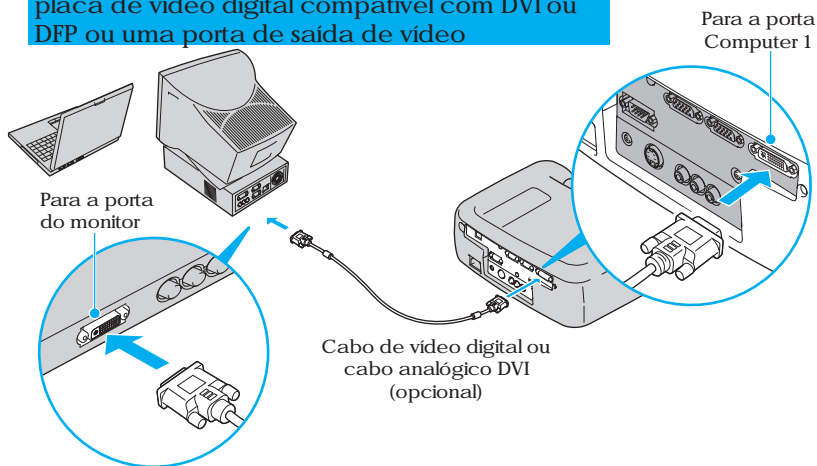 placa de vídeo digital compatível com DVI ou
DFP ou uma porta de saída de vídeo
Para a porta
Computer 1
Para a porta
do monitor
Cabo de vídeo digital ou
cabo analógico DVI
(opcional)